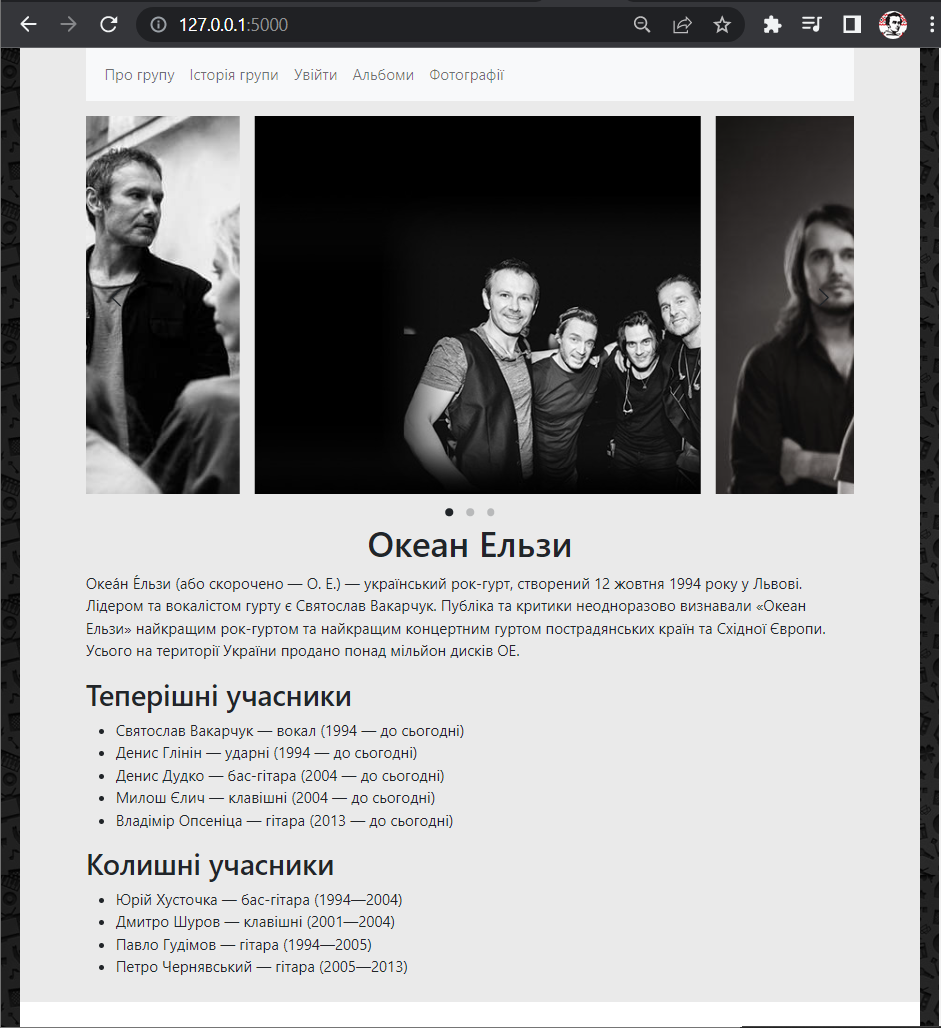 127.0.0.1:5000
Про групу Історія групи Увійти Альбоми Фотографії
Океан Ельзи
Океа́н Е́льзи (або скорочено — О. Е.) — український рок-гурт, створений 12 жовтня 1994 року у Львові.
Лідером та вокалістом гурту є Святослав Вакарчук. Публіка та критики неодноразово визнавали «Океан
Ельзи» найкращим рок-гуртом та найкращим концертним гуртом пострадянських країн та Східної Європи.
Усього на території України продано понад мільйон дисків ОЕ.
Теперішні учасники
• Святослав Вакарчук — вокал (1994 — до сьогодні)
• Денис Глінін — ударні (1994 — до сьогодні)
• Денис Дудко — бас-гітара (2004 — до сьогодні)
• Милош Єлич — клавішні (2004 — до сьогодні)
• Владімір Опсеніца — гітара (2013 — до сьогодні)
Колишні учасники
• Юрій Хусточка — бас-гітара (1994—2004)
• Дмитро Шуров — клавішні (2001—2004)
• Павло Гудімов — гітара (1994—2005)
• Петро Чернявський — гітара (2005—2013)